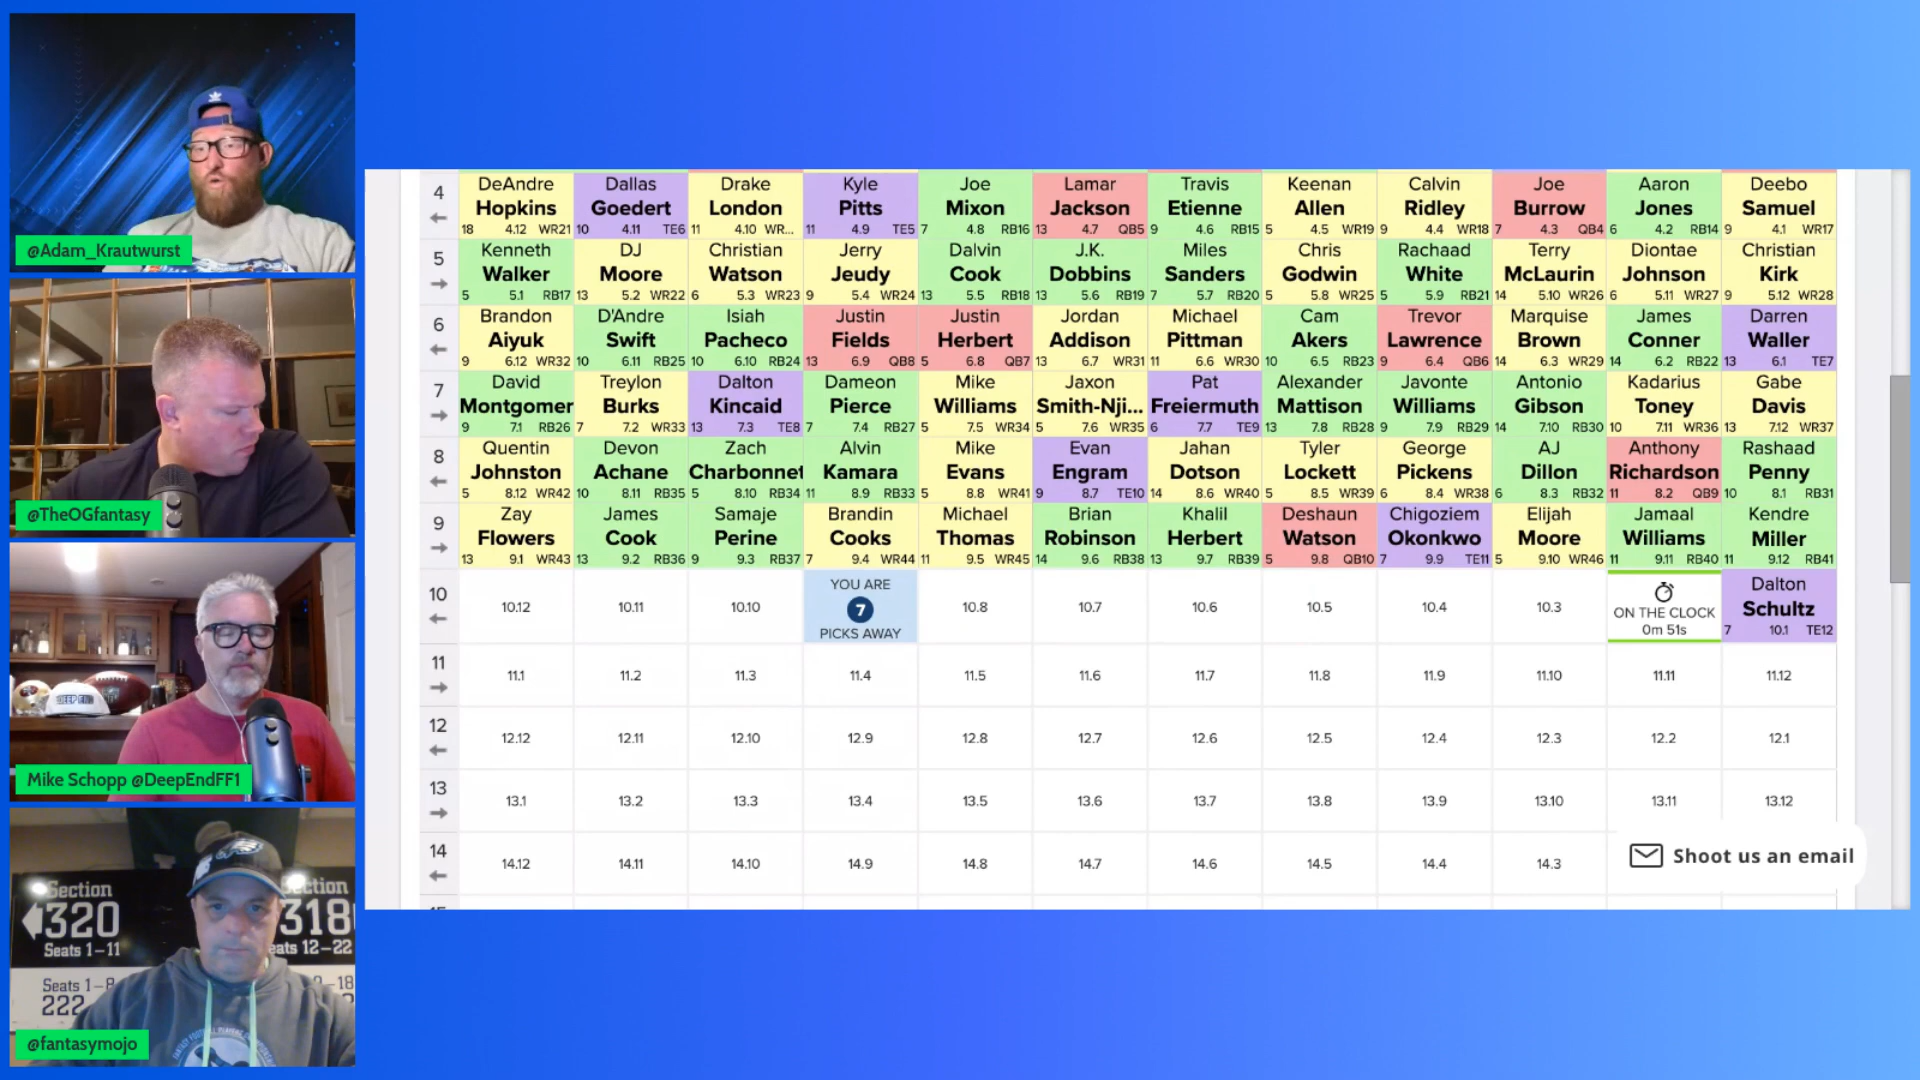 @Adam_Krautwurst
@TheOGfantasy
DEEP END
Mike Schopp @DeepEndFF1
Section
320
Seats 1-11
Seats 1-8
222
ction
318
eats 12-22
@fantasymojo
4 DeAndre Dallas Drake Kyle Joe Lamar Travis Keenan Calvin Joe Aaron Deebo
Hopkins Goedert London Pitts Mixon Jackson Etienne Allen Ridley Burrow Jones Samuel
18 4.12 WR21 10 4.11 TE6 11 4.10 WR... 11 4.9 TE5 7 4.8 RB16 13 4.7 QB5 9 4.6 RB15 5 4.5 WR19 9 4.4 WR18 7 4.3 QB4 6 4.2 RB14 9 4.1 WR17
5 Kenneth DJ Christian Jerry Dalvin J.K. Miles Chris Rachaad Terry Diontae Christian
Walker Moore Watson Jeudy Cook Dobbins Sanders Godwin White McLaurin Johnson Kirk
5 5.1 RB17 13 5.2 WR22 6 5.3 WR23 9 5.4 WR24 13 5.5 RB18 13 5.6 RB19 7 5.7 RB20 5 5.8 WR25 5 5.9 RB21 14 5.10 WR26 6 5.11 WR27 9 5.12 WR28
6 Brandon D'Andre Isiah Justin Justin Jordan Michael Cam Trevor Marquise James Darren
Aiyuk Swift Pacheco Fields Herbert Addison Pittman Akers Lawrence Brown Conner Waller
9 6.12 WR32 10 6.11 RB25 10 6.10 RB24 13 6.9 QB8 5 6.8 QB7 13 6.7 WR31 11 6.6 WR30 10 6.5 RB23 9 6.4 QB6 14 6.3 WR29 14 6.2 RB22 13 6.1 TE7
7 David Treylon Dalton Dameon Mike Jaxon Pat Alexander Javonte Antonio Kadarius Gabe
Montgomer Burks Kincaid Pierce Williams Smith-Nji... Freiermuth Mattison Williams Gibson Toney Davis
9 7.1 RB26 7 7.2 WR33 13 7.3 TE8 7 7.4 RB27 5 7.5 WR34 5 7.6 WR35 6 7.7 TE9 13 7.8 RB28 9 7.9 RB29 14 7.10 RB30 10 7.11 WR36 13 7.12 WR37
8 Quentin Devon Zach Alvin Mike Evan Jahan Tyler George AJ Anthony Rashaad
Johnston Achane Charbonnet Kamara Evans Engram Dotson Lockett Pickens Dillon Richardson Penny
5 8.12 WR42 10 8.11 RB35 5 8.10 RB34 11 8.9 RB33 5 8.8 WR41 9 8.7 TE10 14 8.6 WR40 5 8.5 WR39 6 8.4 WR38 6 8.3 RB32 11 8.2 QB9 10 8.1 RB31
9 Zay James Samaje Brandin Michael Brian Khalil Deshaun Chigoziem Elijah Jamaal Kendre
Flowers Cook Perine Cooks Thomas Robinson Herbert Watson Okonkwo Moore Williams Miller
13 9.1 WR43 13 9.2 RB36 9 9.3 RB37 7 9.4 WR44 11 9.5 WR45 14 9.6 RB38 13 9.7 RB39 5 9.8 QB10 7 9.9 TE11 5 9.10 WR46 11 9.11 RB40 11 9.12 RB41
10 10.12 10.11 10.10 YOU ARE 7 PICKS AWAY 10.8 10.7 10.6 10.5 10.4 10.3 ON THE CLOCK 0m 51s Dalton Schultz 7 10.1 TE12
11 11.1 11.2 11.3 11.4 11.5 11.6 11.7 11.8 11.9 11.10 11.11 11.12
12 12.12 12.11 12.10 12.9 12.8 12.7 12.6 12.5 12.4 12.3 12.2 12.1
13 13.1 13.2 13.3 13.4 13.5 13.6 13.7 13.8 13.9 13.10 13.11 13.12
14 14.12 14.11 14.10 14.9 14.8 14.7 14.6 14.5 14.4 14.3
Shoot us an email